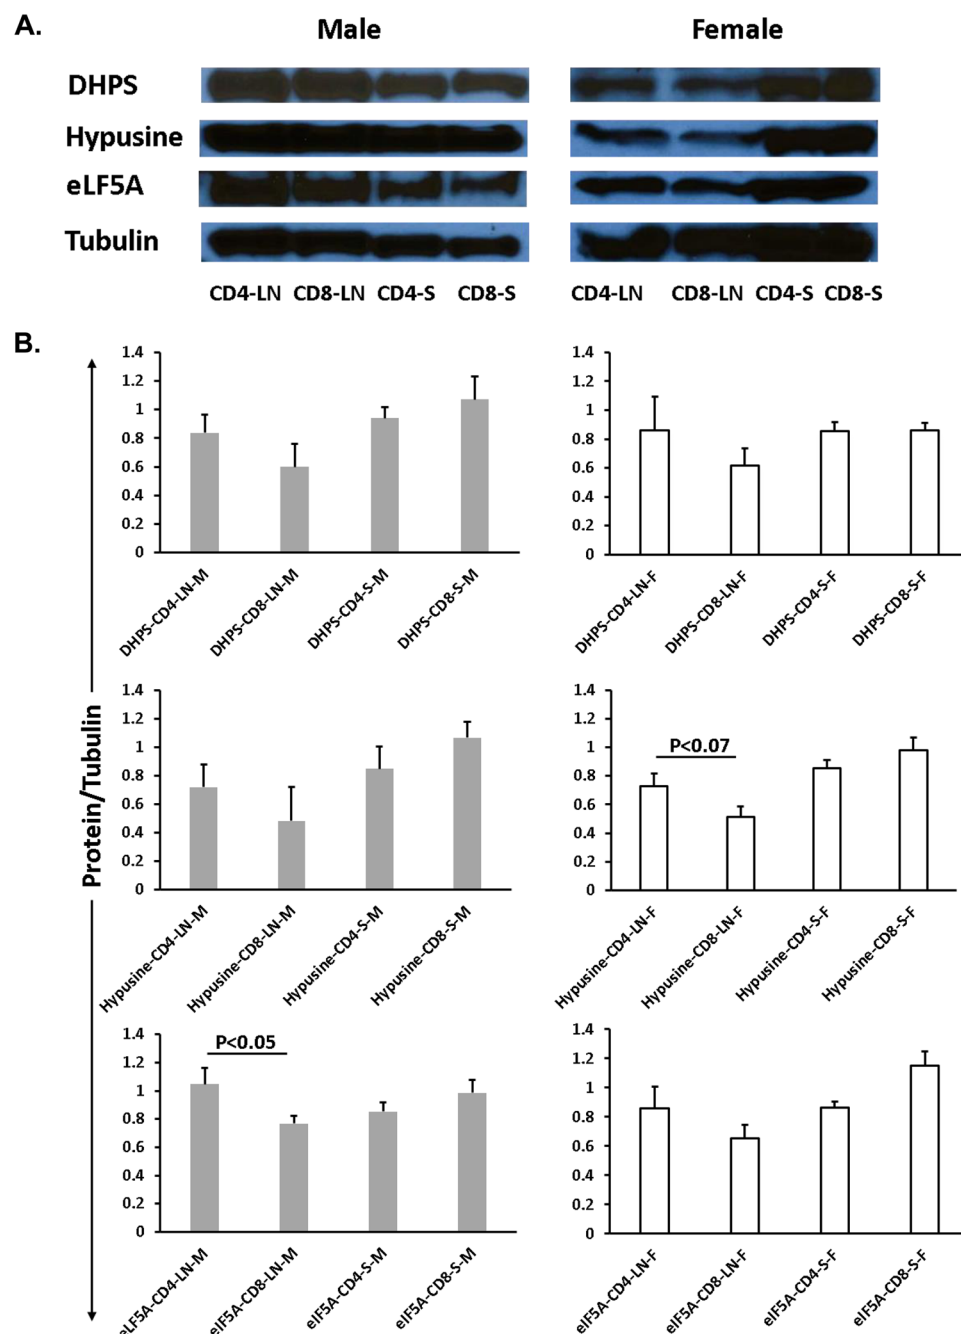 A.
Male Female
DHPS
Hypusine
eLF5A
Tubulin
CD4-LN CD8-LN CD4-S CD8-S CD4-LN CD8-LN CD4-S CD8-S
B.
Protein/Tubulin
1.4
1.2
1
0.8
0.6
0.4
0.2
0
DHPS-CD4-LN-M
DHPS-CD8-LN-M
DHPS-CD4-S-M
DHPS-CD8-S-M
1.4
1.2
1
0.8
0.6
0.4
0.2
0
DHPS-CD4-LN-F
DHPS-CD8-LN-F
DHPS-CD4-S-F
DHPS-CD8-S-F
1.4
1.2
1
0.8
0.6
0.4
0.2
0
Hypusine-CD4-LN-M
Hypusine-CD8-LN-M
Hypusine-CD4-S-M
Hypusine-CD8-S-M
1.4
1.2
1
0.8
0.6
0.4
0.2
0
P<0.07
Hypusine-CD4-LN-F
Hypusine-CD8-LN-F
Hypusine-CD4-S-F
Hypusine-CD8-S-F
1.4
1.2
1
0.8
0.6
0.4
0.2
0
P<0.05
eLF5A-CD4-LN-M
eIF5A-CD8-LN-M
eIF5A-CD4-S-M
eIF5A-CD8-S-M
1.4
1.2
1
0.8
0.6
0.4
0.2
0
eIF5A-CD4-LN-F
eIF5A-CD8-LN-F
eIF5A-CD4-S-F
eIF5A-CD8-S-F